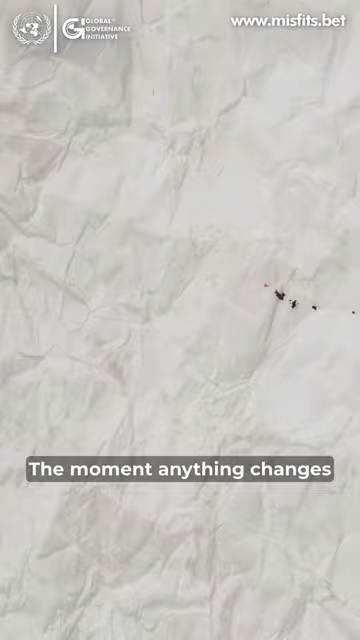 GLOBAL
GOVERNANCE
INITIATIVE
www.misfits.bet
The moment anything changes